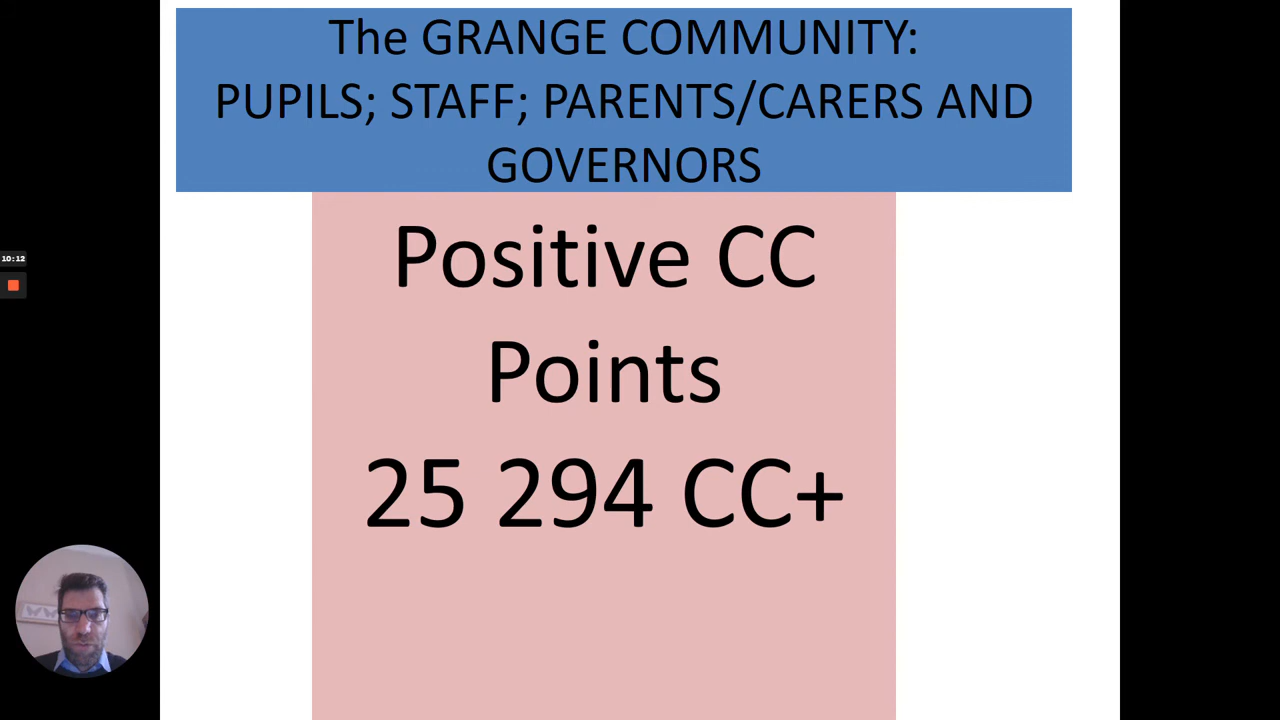 The GRANGE COMMUNITY:
PUPILS; STAFF; PARENTS/CARERS AND
GOVERNORS
Positive CC
Points
25 294 CC+
10:12